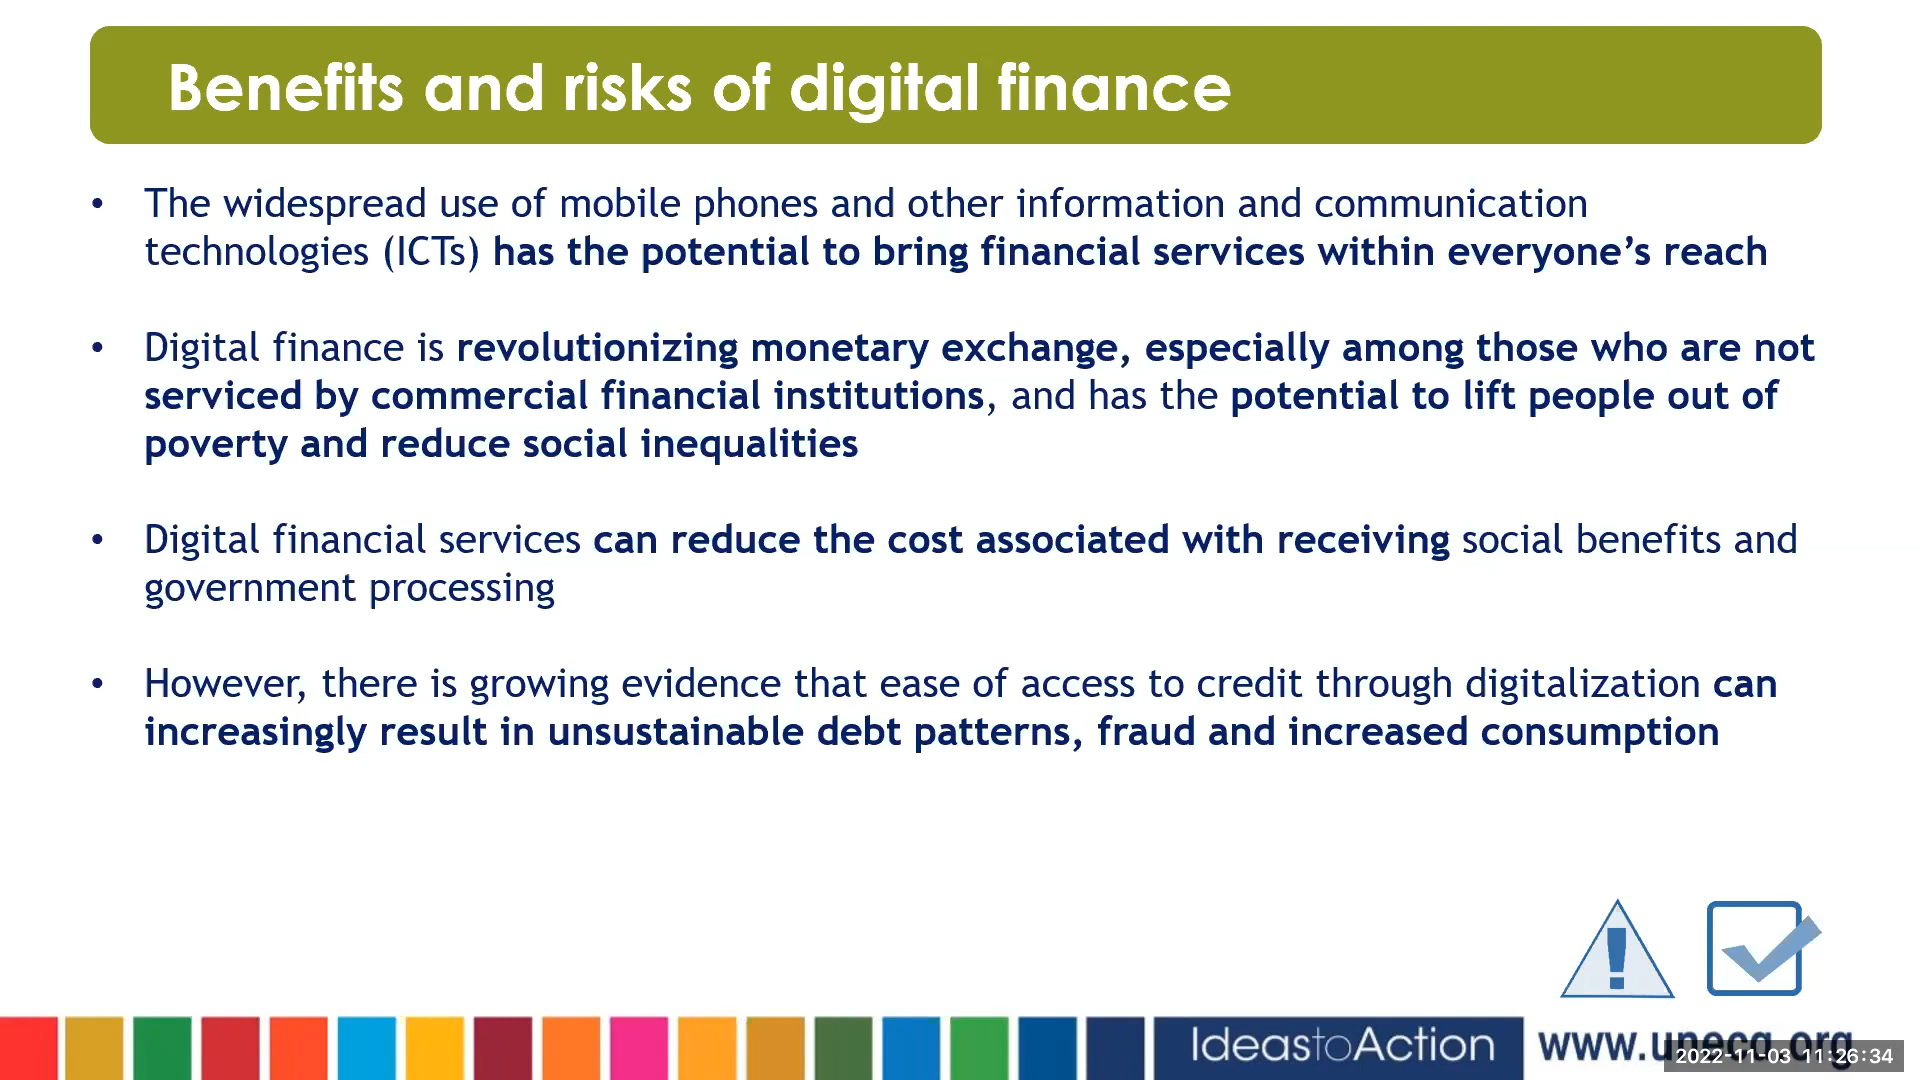 Benefits and risks of digital finance
• The widespread use of mobile phones and other information and communication
technologies (ICTs) has the potential to bring financial services within everyone’s reach
• Digital finance is revolutionizing monetary exchange, especially among those who are not
serviced by commercial financial institutions, and has the potential to lift people out of
poverty and reduce social inequalities
• Digital financial services can reduce the cost associated with receiving social benefits and
government processing
• However, there is growing evidence that ease of access to credit through digitalization can
increasingly result in unsustainable debt patterns, fraud and increased consumption
!
IdeastoAction
www.uneca.org
2022-11-03 11:26:34